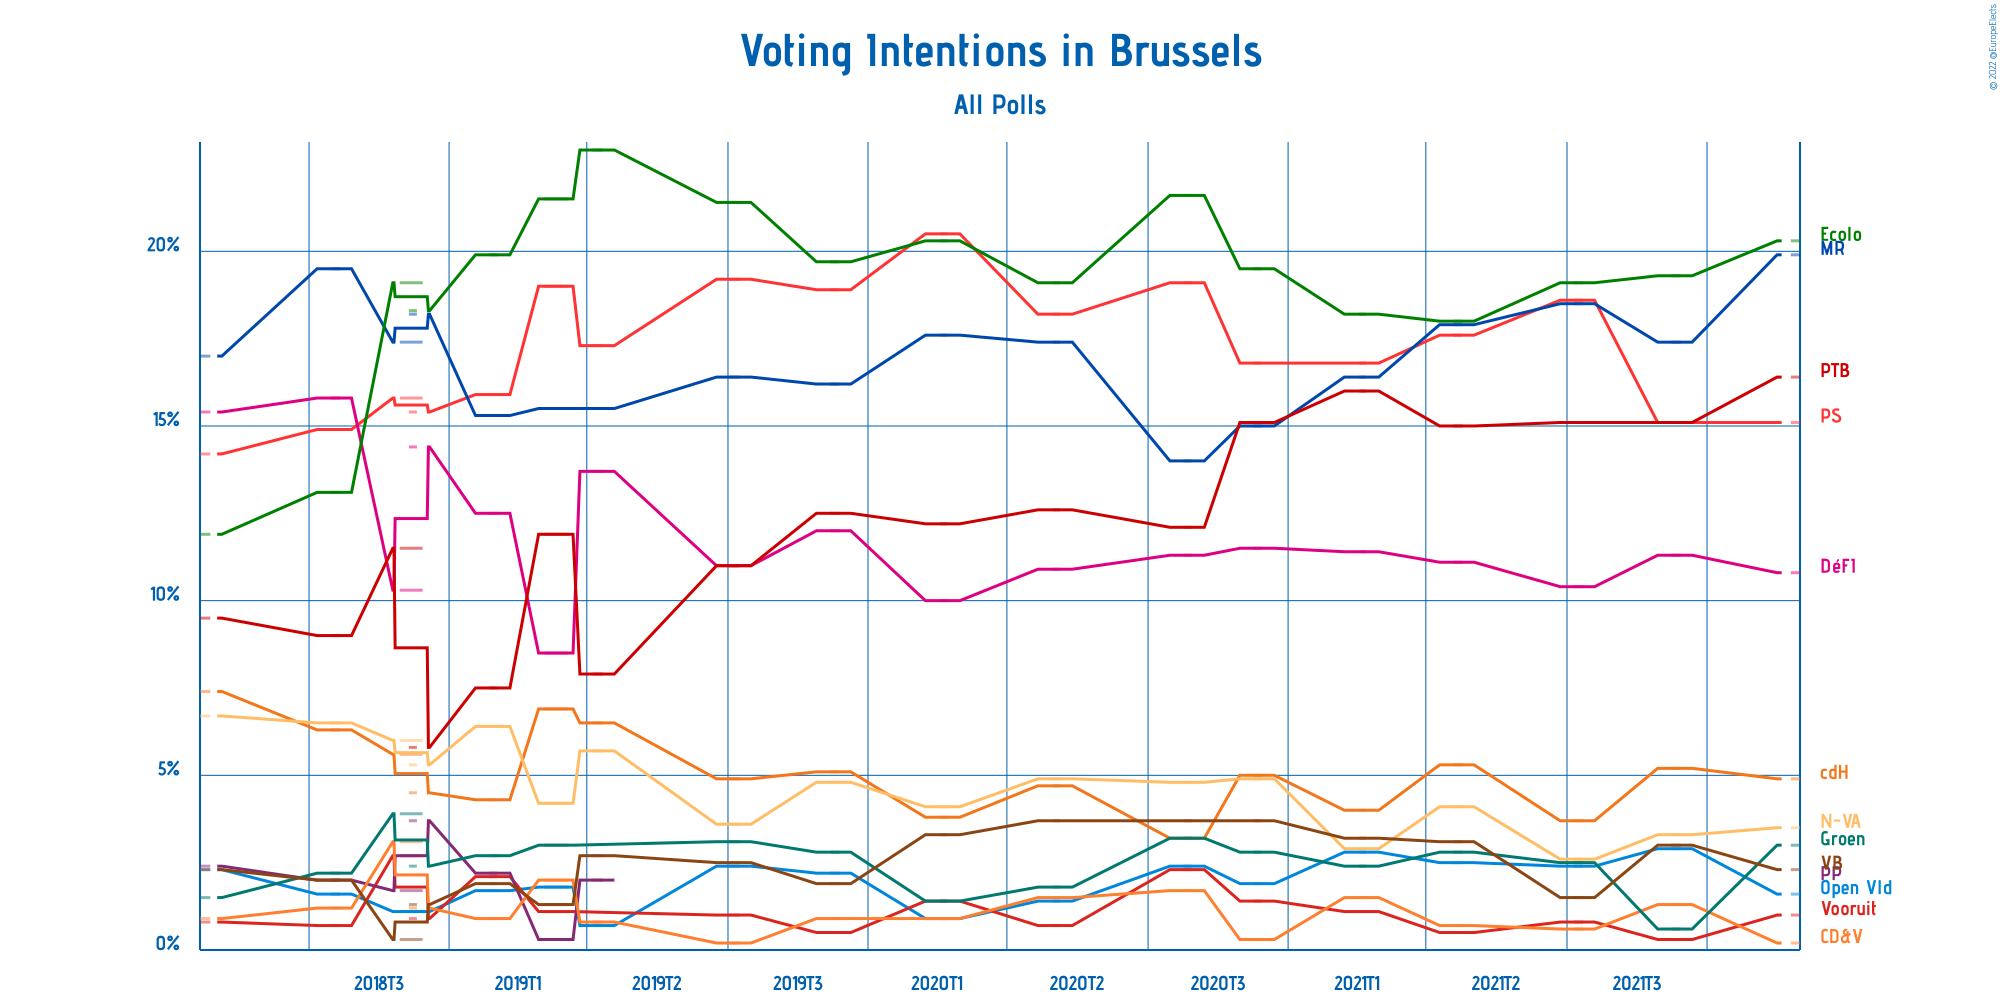 © 2022 @EuropeElects
Voting Intentions in Brussels
All Polls
20%
15%
10%
5%
0%
Ecolo
MR
PTB
PS
DéFI
cdH
N-VA
Groen
VB
PP
Open Vld
Vooruit
CD&V
2018T3 2019T1 2019T2 2019T3 2020T1 2020T2 2020T3 2021T1 2021T2 2021T3